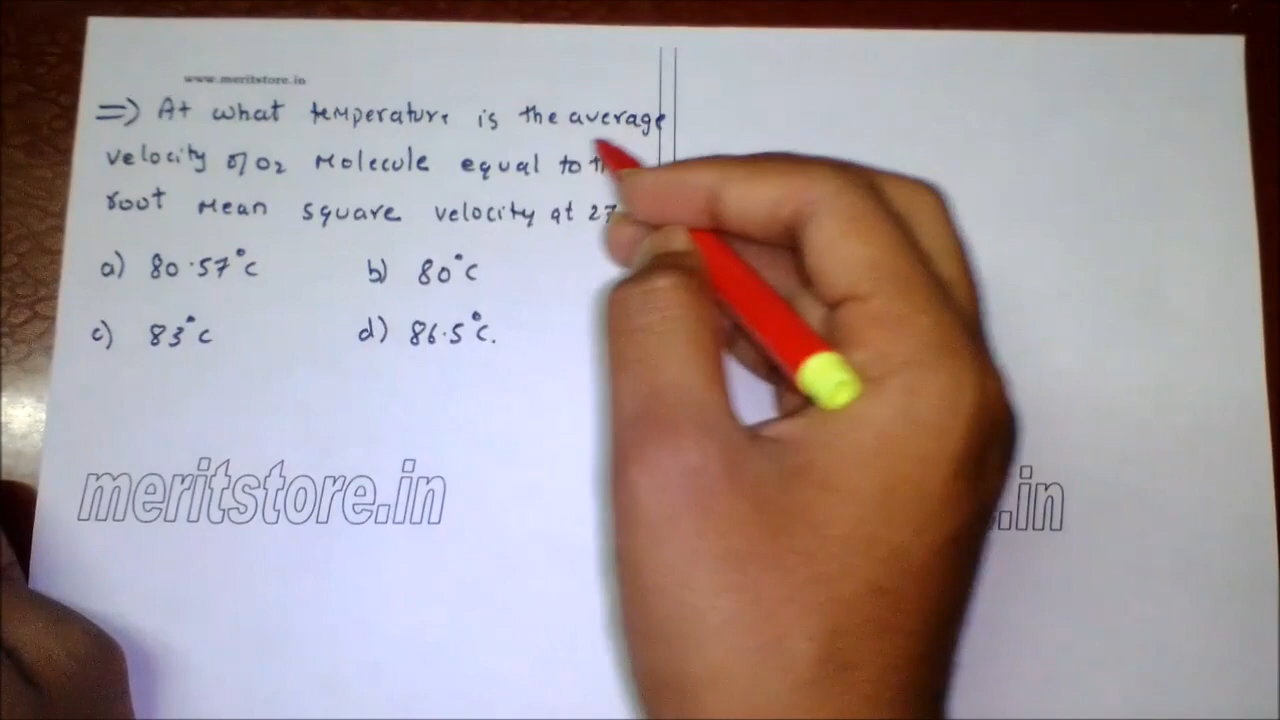 www.meritstore.in
=> At what temperature is the average
velocity of O2 Molecule equal to
root Mean square velocity at 27
a) 80.57°c b) 80°c
c) 83°c d) 86.5°c.
meritstore.in .in